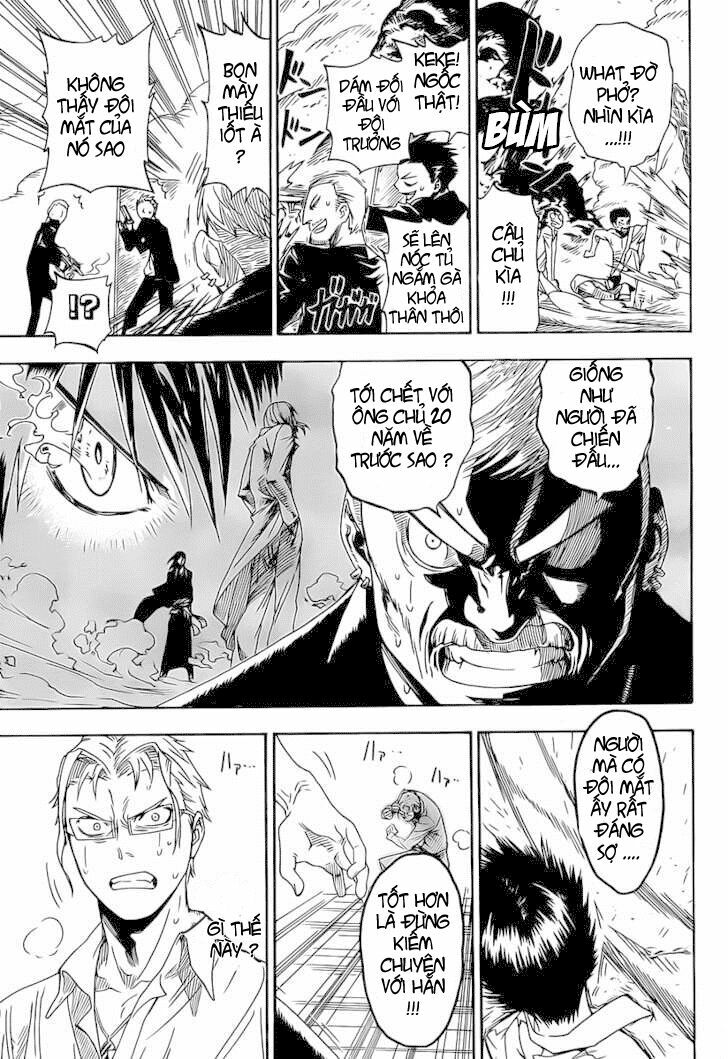 WHAT ĐỜ
PHỞ?
NHÌN KÌA
...!!!
CẬU
CHỦ
KÌA
!!!
BÙM
KEKE!
NGỐC
THẬT!
DÁM ĐỐI
ĐẦU VỚI
ĐỘI
TRƯỞNG
SẼ LÊN
NÓC TỦ
NGẮM GÀ
KHỎA
THÂN THÔI
BỌN
MÀY
THIẾU
IỐT À
?
KHÔNG
THẤY ĐÔI
MẮT CỦA
NÓ SAO
!?
GIỐNG
NHƯ
NGƯỜI ĐÃ
CHIẾN
ĐẤU...
TỚI CHẾT VỚI
ÔNG CHỦ 20
NĂM VỀ
TRƯỚC SAO ?
NGƯỜI
MÀ CÓ
ĐÔI MẮT
ẤY RẤT
ĐÁNG
SỢ ....
TỐT HƠN
LÀ ĐỪNG
KIẾM
CHUYỆN
VỚI HẮN
GÌ THẾ
NÀY ?